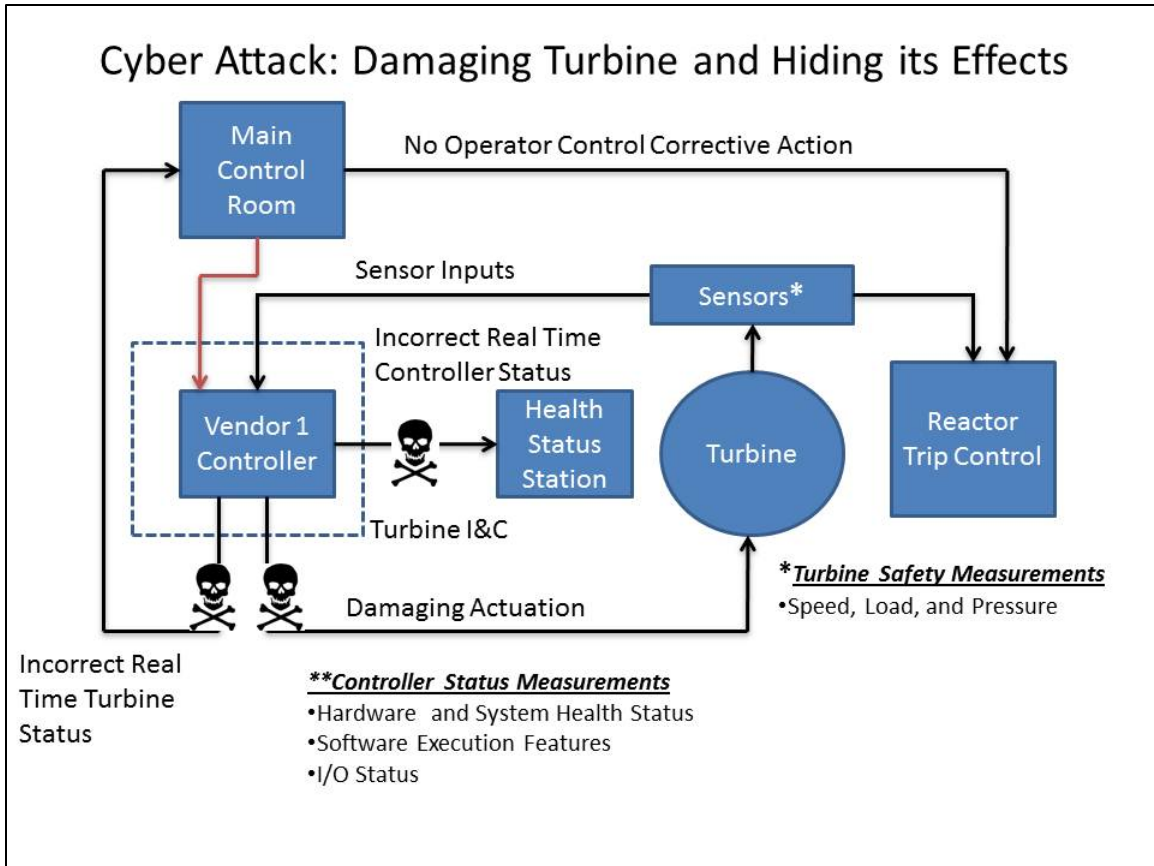 Cyber Attack: Damaging Turbine and Hiding its Effects
Main
Control
Room
No Operator Control Corrective Action
Sensor Inputs
Sensors*
Incorrect Real Time
Controller Status
Vendor 1
Controller
Health
Status
Station
Turbine
Reactor
Trip Control
Turbine I&C
*Turbine Safety Measurements
•Speed, Load, and Pressure
Damaging Actuation
Incorrect Real
Time Turbine
Status
**Controller Status Measurements
•Hardware and System Health Status
•Software Execution Features
•I/O Status